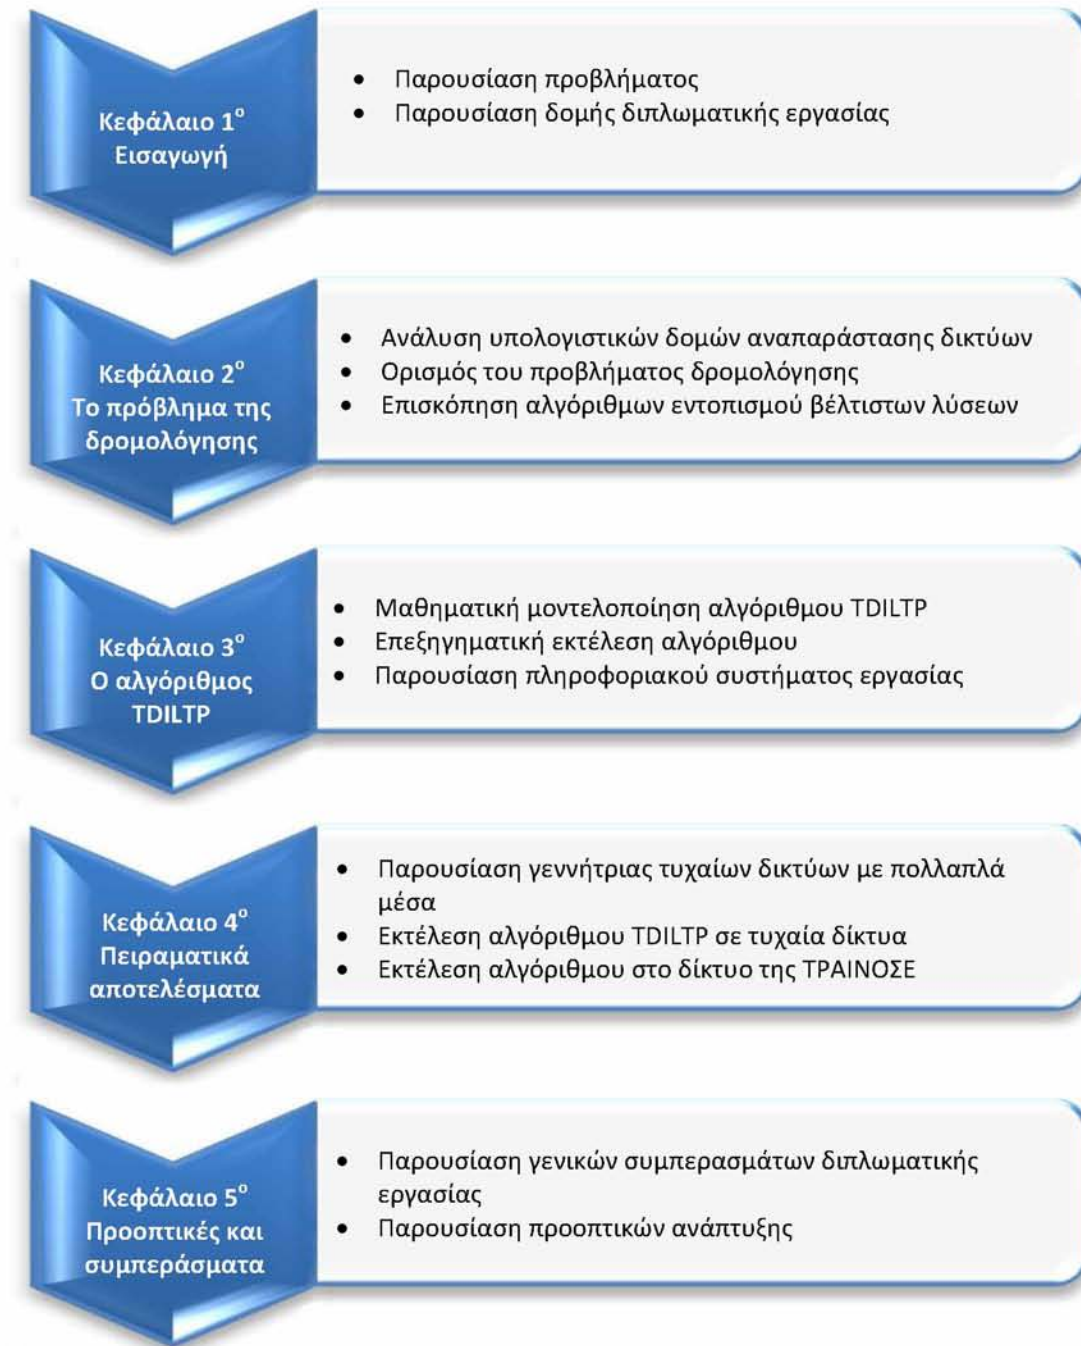 Κεφάλαιο 1ο
Εισαγωγή
• Παρουσίαση προβλήματος
• Παρουσίαση δομής διπλωματικής εργασίας
Κεφάλαιο 2ο
Το πρόβλημα της
δρομολόγησης
• Ανάλυση υπολογιστικών δομών αναπαράστασης δικτύων
• Ορισμός του προβλήματος δρομολόγησης
• Επισκόπηση αλγόριθμων εντοπισμού βέλτιστων λύσεων
Κεφάλαιο 3ο
Ο αλγόριθμος
TDILTP
• Μαθηματική μοντελοποίηση αλγόριθμου TDILTP
• Επεξηγηματική εκτέλεση αλγόριθμου
• Παρουσίαση πληροφοριακού συστήματος εργασίας
Κεφάλαιο 4ο
Πειραματικά
αποτελέσματα
• Παρουσίαση γεννήτριας τυχαίων δικτύων με πολλαπλά
μέσα
• Εκτέλεση αλγόριθμου TDILTP σε τυχαία δίκτυα
• Εκτέλεση αλγόριθμου στο δίκτυο της ΤΡΑΙΝΟΣΕ
Κεφάλαιο 5ο
Προοπτικές και
συμπεράσματα
• Παρουσίαση γενικών συμπερασμάτων διπλωματικής
εργασίας
• Παρουσίαση προοπτικών ανάπτυξης